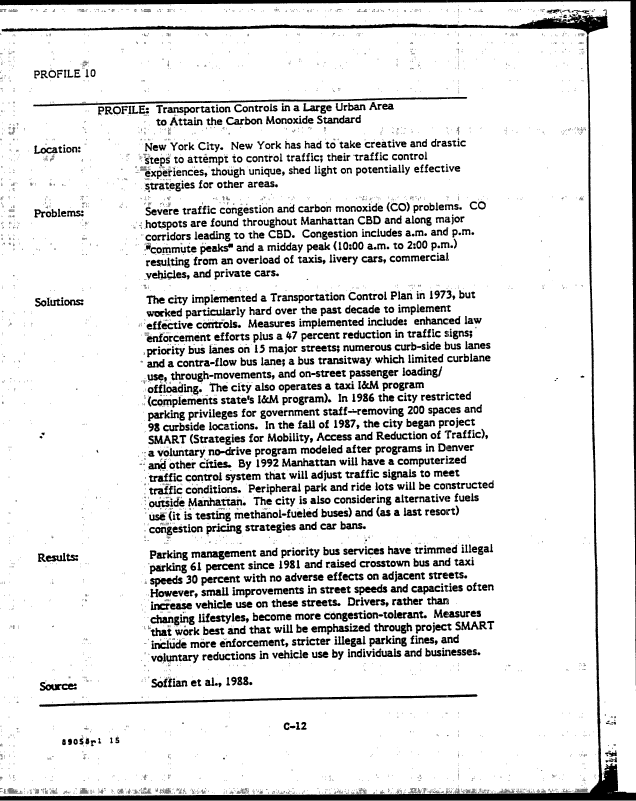 PROFILE 10
PROFILE: Transportation Controls in a Large Urban Area
to Attain the Carbon Monoxide Standard
Location: New York City. New York has had to take creative and drastic
steps to attempt to control traffic; their traffic control
experiences, though unique, shed light on potentially effective
strategies for other areas.
Problems: Severe traffic congestion and carbon monoxide (CO) problems. CO
hotspots are found throughout Manhattan CBD and along major
corridors leading to the CBD. Congestion includes a.m. and p.m.
"commute peaks" and a midday peak (10:00 a.m. to 2:00 p.m.)
resulting from an overload of taxis, livery cars, commercial
vehicles, and private cars.
Solutions: The city implemented a Transportation Control Plan in 1973, but
worked particularly hard over the past decade to implement
effective controls. Measures implemented include: enhanced law
enforcement efforts plus a 47 percent reduction in traffic signs;
priority bus lanes on 15 major streets; numerous curb-side bus lanes
and a contra-flow bus lane; a bus transitway which limited curblane
use, through-movements, and on-street passenger loading/
offloading. The city also operates a taxi I&M program
(complements state's I&M program). In 1986 the city restricted
parking privileges for government staff—removing 200 spaces and
98 curbside locations. In the fall of 1987, the city began project
SMART (Strategies for Mobility, Access and Reduction of Traffic),
a voluntary no-drive program modeled after programs in Denver
and other cities. By 1992 Manhattan will have a computerized
traffic control system that will adjust traffic signals to meet
traffic conditions. Peripheral park and ride lots will be constructed
outside Manhattan. The city is also considering alternative fuels
use (it is testing methanol-fueled buses) and (as a last resort)
congestion pricing strategies and car bans.
Results: Parking management and priority bus services have trimmed illegal
parking 61 percent since 1981 and raised crosstown bus and taxi
speeds 30 percent with no adverse effects on adjacent streets.
However, small improvements in street speeds and capacities often
increase vehicle use on these streets. Drivers, rather than
changing lifestyles, become more congestion-tolerant. Measures
that work best and that will be emphasized through project SMART
include more enforcement, stricter illegal parking fines, and
voluntary reductions in vehicle use by individuals and businesses.
Source: Soffian et al., 1988.
C-12
89058r1 15